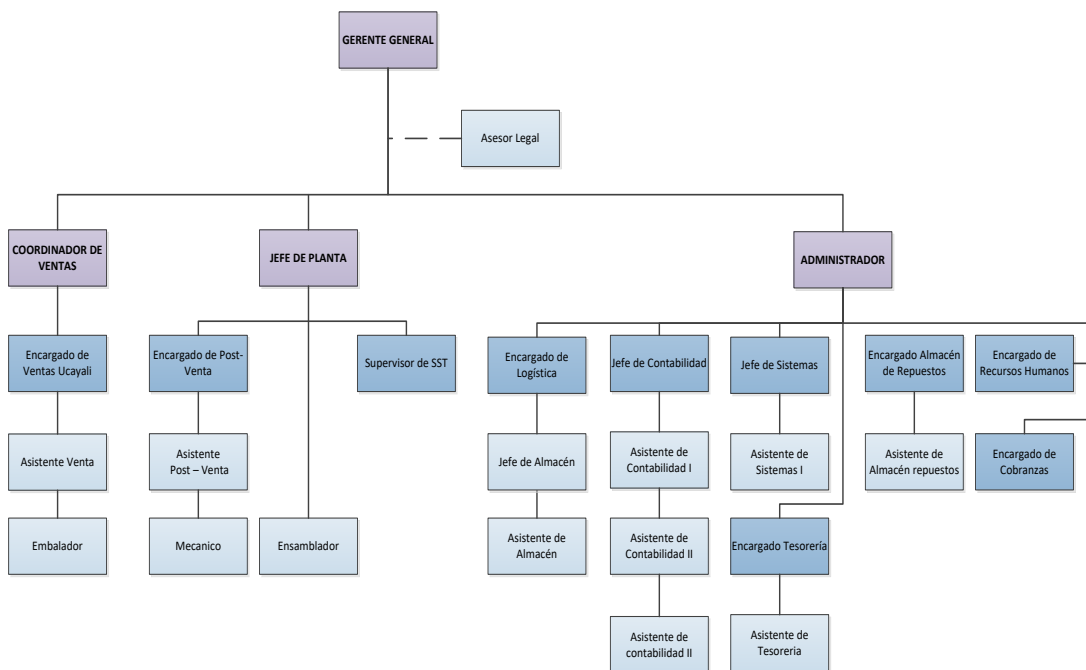 GERENTE GENERAL
Asesor Legal
COORDINADOR DE
VENTAS
JEFE DE PLANTA
ADMINISTRADOR
Encargado de
Ventas Ucayali
Encargado de Post-
Venta
Supervisor de SST
Encargado de
Logística
Jefe de Contabilidad
Jefe de Sistemas
Encargado Almacén
de Repuestos
Encargado de
Recursos Humanos
Asistente Venta
Asistente
Post – Venta
Jefe de Almacén
Asistente de
Contabilidad I
Asistente de
Sistemas I
Asistente de
Almacén repuestos
Encargado de
Cobranzas
Embalador
Mecanico
Ensamblador
Asistente de
Almacén
Asistente de
Contabilidad II
Encargado Tesorería
Asistente de
contabilidad II
Asistente de
Tesoreria